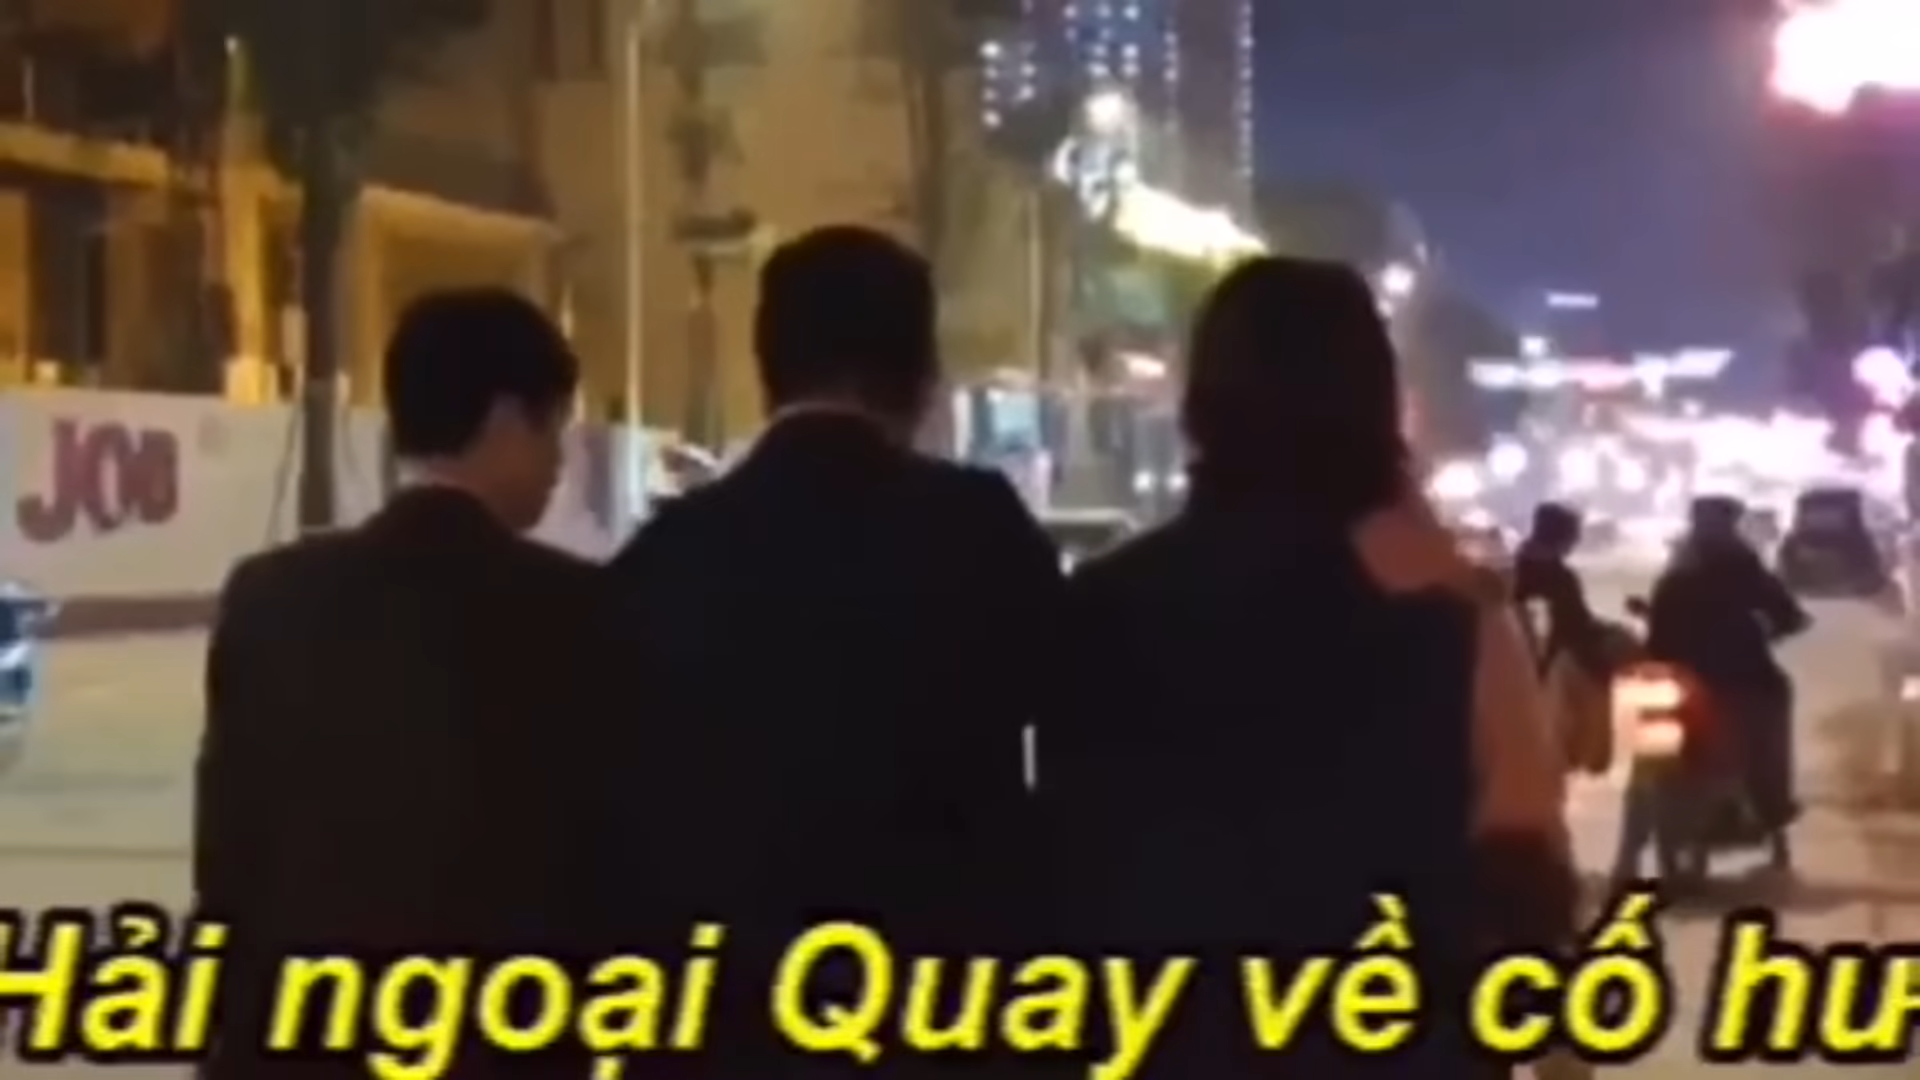 JOB
Hải ngoại Quay về cố hư